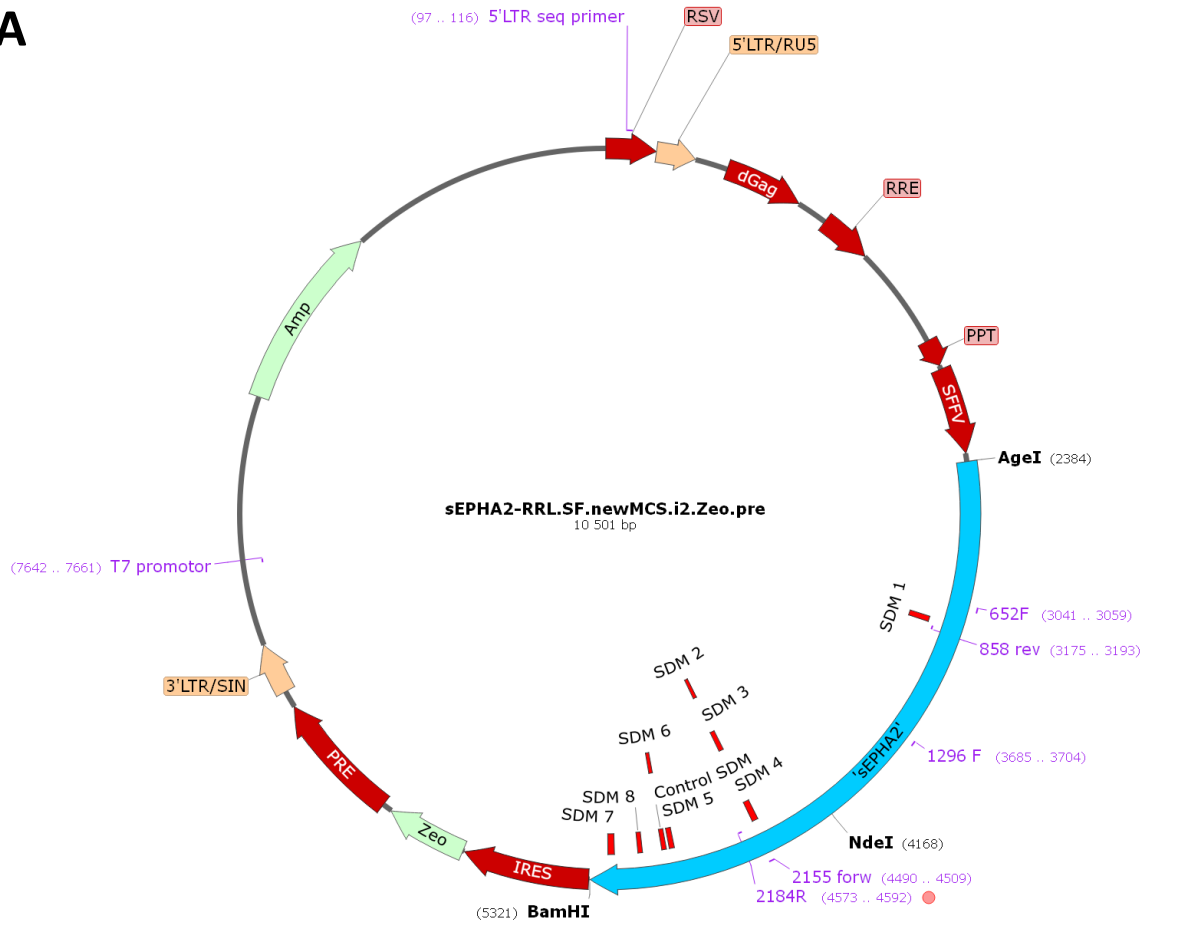 A
(97 .. 116) 5'LTR seq primer
RSV
5'LTR/RU5
dGag
RRE
PPT
SFFV
AgeI (2384)
Amp
sEPHA2-RRL.SF.newMCS.i2.Zeo.pre
10 501 bp
(7642 .. 7661) T7 promotor
SDM 1
652F (3041 .. 3059)
858 rev (3175 .. 3193)
SDM 2
3'LTR/SIN
SDM 3
SDM 6
'sEPHA2'
1296 F (3685 .. 3704)
PRE
Control SDM
SDM 4
SDM 8
SDM 5
SDM 7
Zeo
NdeI (4168)
IRES
2155 forw (4490 .. 4509)
2184R (4573 .. 4592)
(5321) BamHI